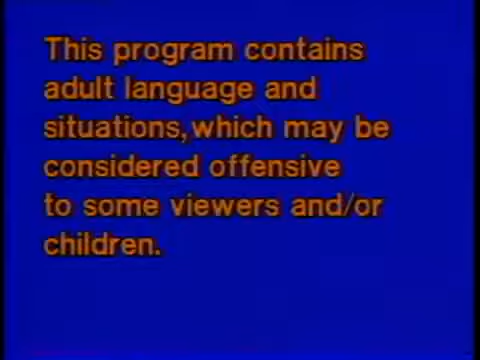 This program contains
adult language and
situations, which may be
considered offensive
to some viewers and/or
children.